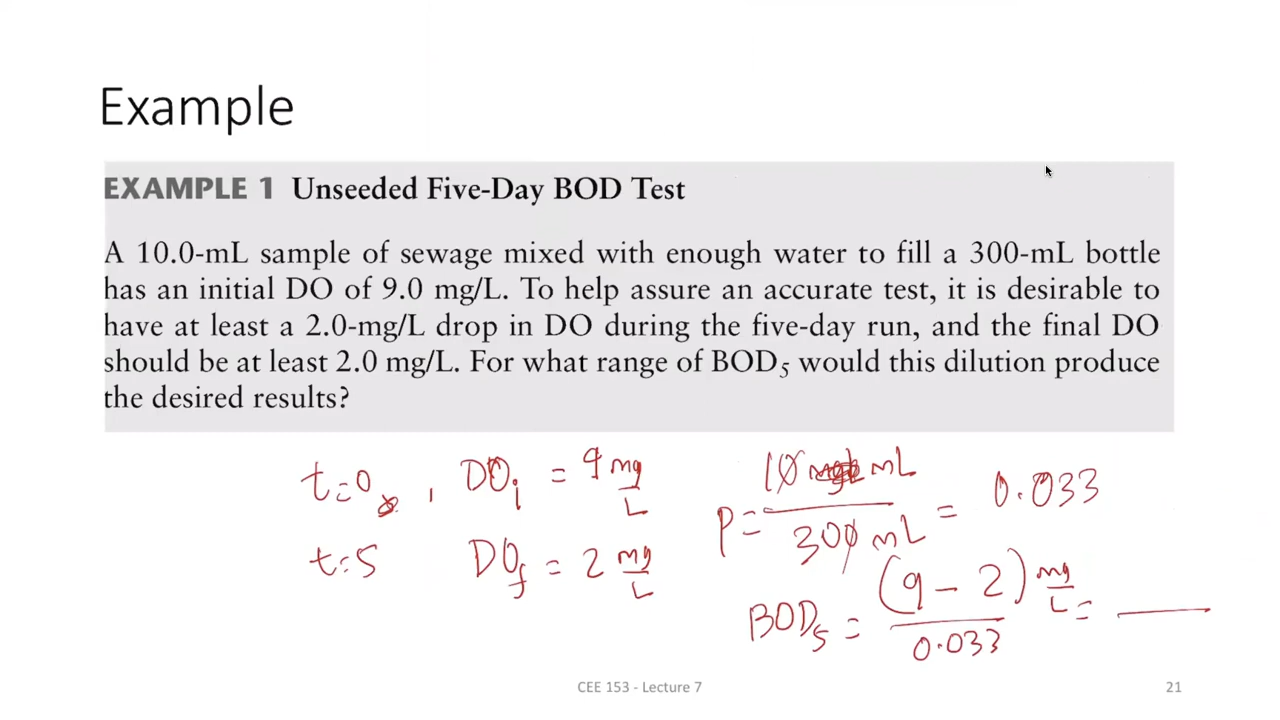 Example
EXAMPLE 1 Unseeded Five-Day BOD Test
A 10.0-mL sample of sewage mixed with enough water to fill a 300-mL bottle
has an initial DO of 9.0 mg/L. To help assure an accurate test, it is desirable to
have at least a 2.0-mg/L drop in DO during the five-day run, and the final DO
should be at least 2.0 mg/L. For what range of BOD₅ would this dilution produce
the desired results?
t=0, DOᵢ = 9 mg/L
P = 10 mL / 300 mL = 0.033
t=5 DO_f = 2 mg/L
BOD₅ = (9 - 2) mg/L / 0.033 =
CEE 153 - Lecture 7
21